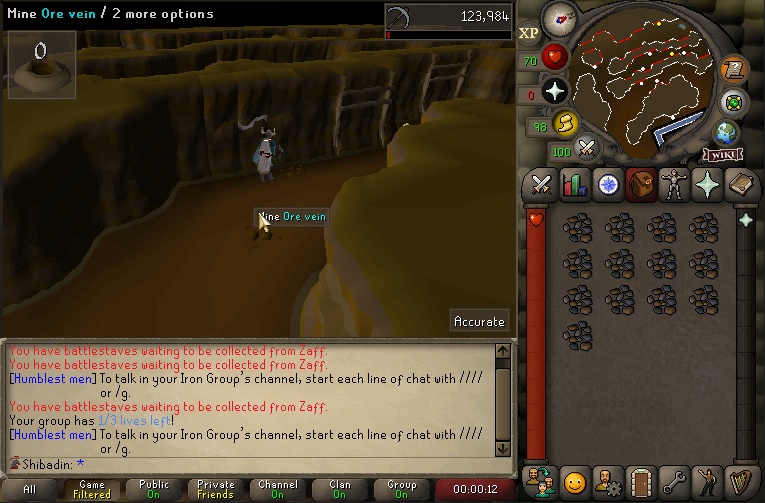 Mine Ore vein / 2 more options
123,984
0
XP
70
0
98
100
WIKI
Mine Ore vein
Accurate
You have battlestaves waiting to be collected from Zaff.
You have battlestaves waiting to be collected from Zaff.
[Humblest men] To talk in your Iron Group's channel, start each line of chat with ////
or /g.
You have battlestaves waiting to be collected from Zaff.
Your group has 1/3 lives left!
[Humblest men] To talk in your Iron Group's channel, start each line of chat with ////
or /g.
Shibadin: *
All
Game
Filtered
Public
On
Private
Friends
Channel
On
Clan
On
Group
On
00:00:12